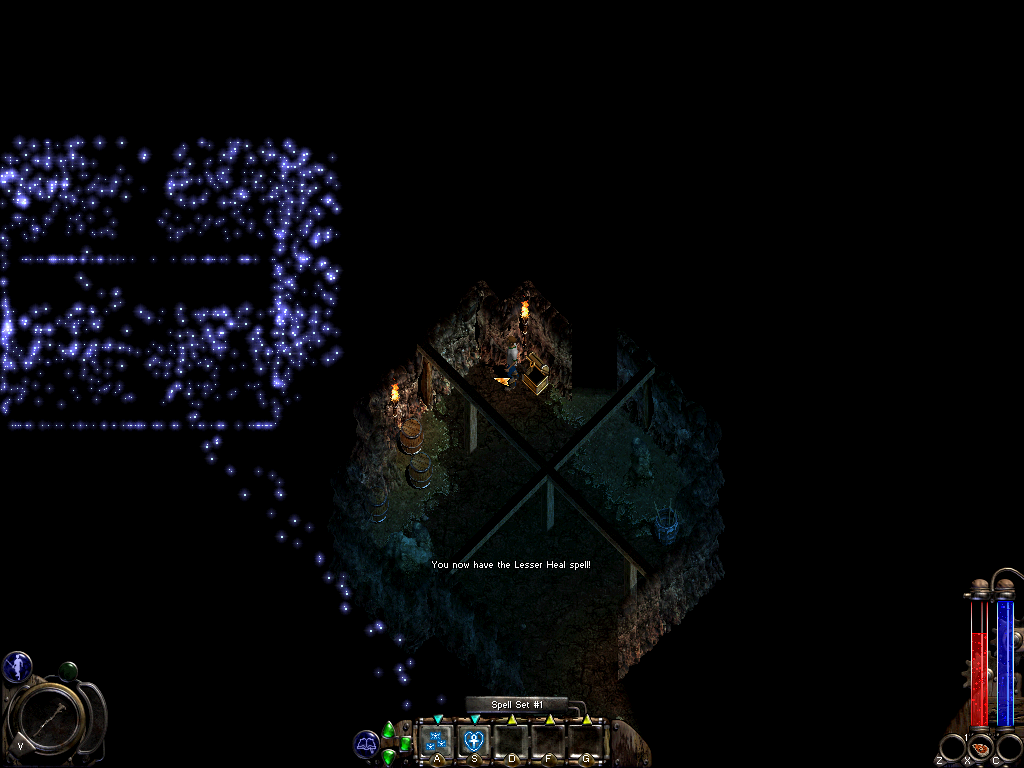 You now have the Lesser Heal spell!
Spell Set #1
V
A S D F G
Z X C